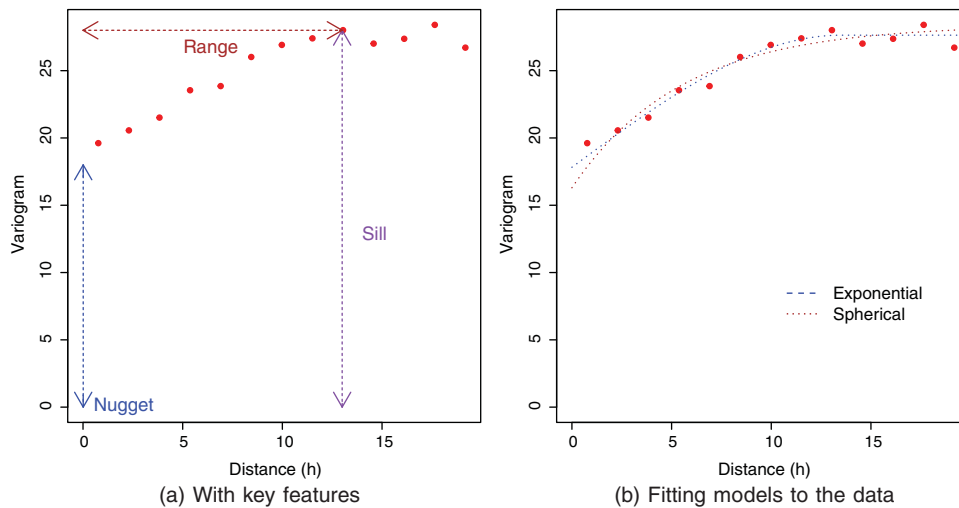 Range
Sill
Nugget
Variogram
0
5
10
15
20
25
0
5
10
15
Distance (h)
(a) With key features
Exponential
Spherical
Variogram
0
5
10
15
20
25
0
5
10
15
Distance (h)
(b) Fitting models to the data